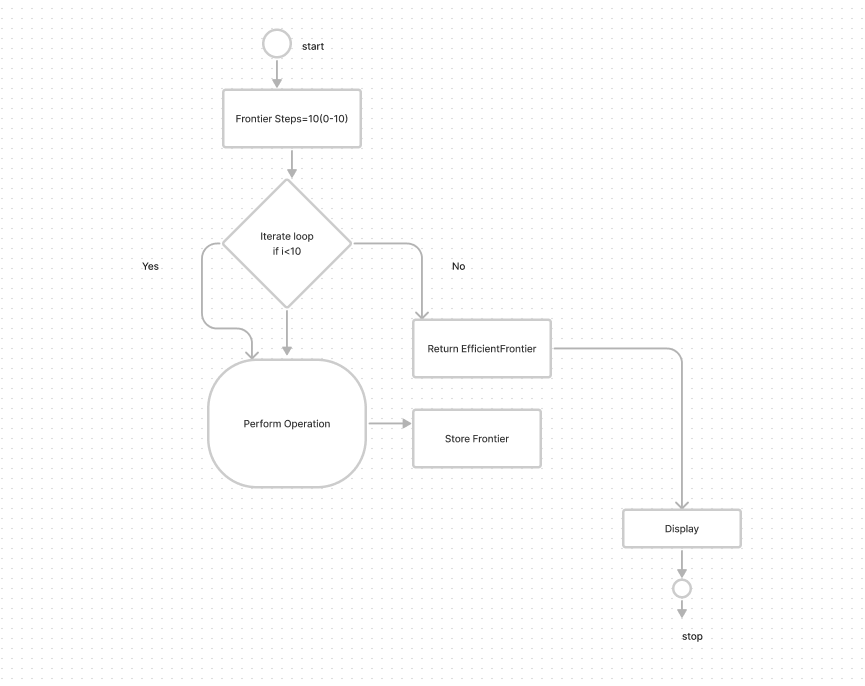 start
Frontier Steps=10(0-10)
Iterate loop
if i<10
Yes
No
Return EfficientFrontier
Perform Operation
Store Frontier
Display
stop